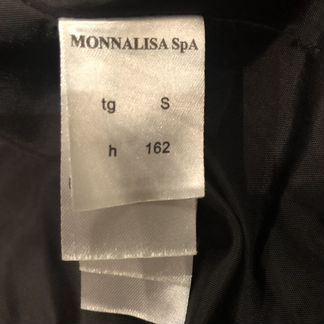 MONNALISA SpA
tg S
h 162